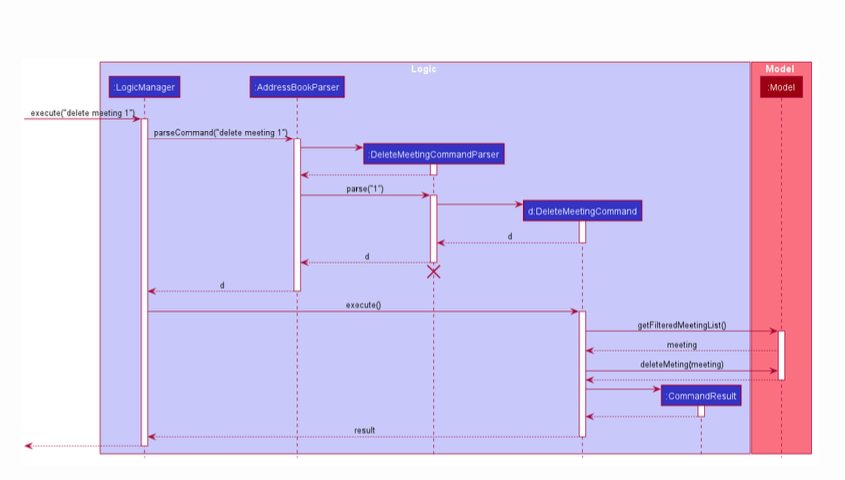 Logic
Model
:LogicManager
:AddressBookParser
:Model
execute("delete meeting 1")
parseCommand("delete meeting 1")
:DeleteMeetingCommandParser
parse("1")
d:DeleteMeetingCommand
d
d
d
execute()
getFilteredMeetingList()
meeting
deleteMeting(meeting)
:CommandResult
result